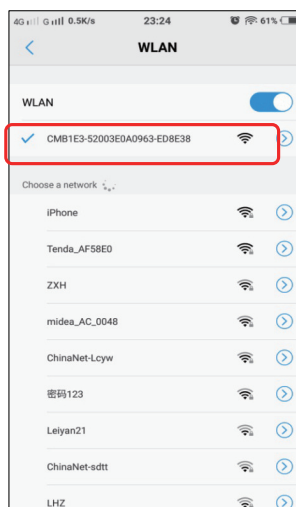 4G G 0.5K/s 23:24 61%
WLAN
WLAN
CMB1E3-52003E0A0963-ED8E38
Choose a network
iPhone
Tenda_AF58E0
ZXH
midea_AC_0048
ChinaNet-Lcyw
密码123
Leiyan21
ChinaNet-sdtt
LHZ